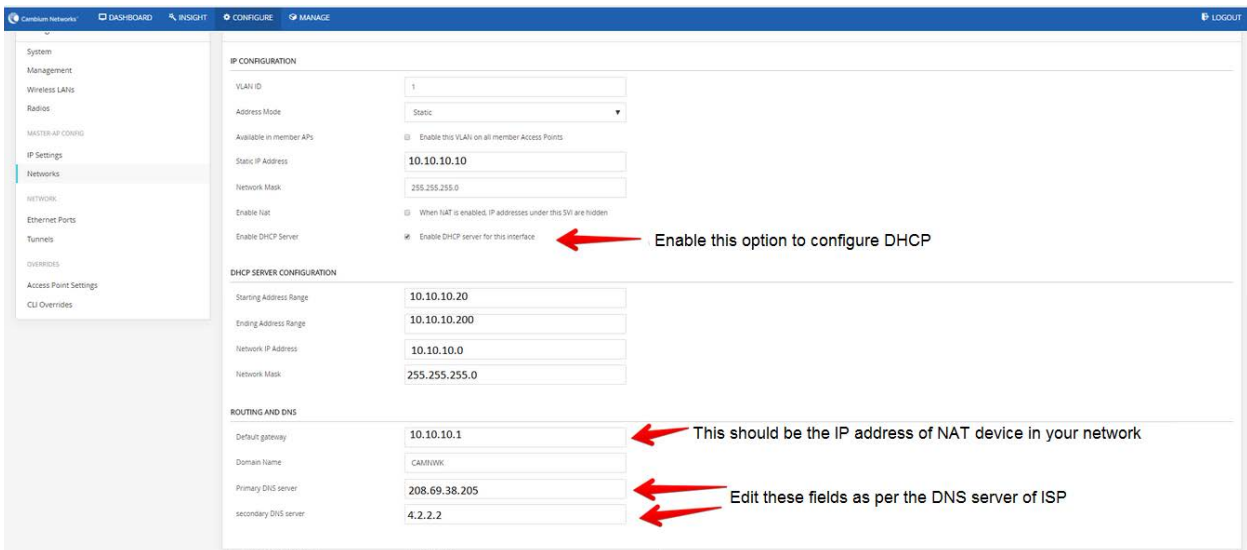 Cambium Networks™ DASHBOARD INSIGHT CONFIGURE MANAGE LOGOUT
System
Management
Wireless LANs
Radios
MASTER-AP CONFIG
IP Settings
Networks
NETWORK
Ethernet Ports
Tunnels
OVERRIDES
Access Point Settings
CLI Overrides
IP CONFIGURATION
VLAN ID 1
Address Mode Static
Available in member APs Enable this VLAN on all member Access Points
Static IP Address 10.10.10.10
Network Mask 255.255.255.0
Enable Nat When NAT is enabled, IP addresses under this SVI are hidden
Enable DHCP Server Enable DHCP server for this interface Enable this option to configure DHCP
DHCP SERVER CONFIGURATION
Starting Address Range 10.10.10.20
Ending Address Range 10.10.10.200
Network IP Address 10.10.10.0
Network Mask 255.255.255.0
ROUTING AND DNS
Default gateway 10.10.10.1 This should be the IP address of NAT device in your network
Domain Name CAMNWK
Primary DNS server 208.69.38.205
Edit these fields as per the DNS server of ISP
secondary DNS server 4.2.2.2